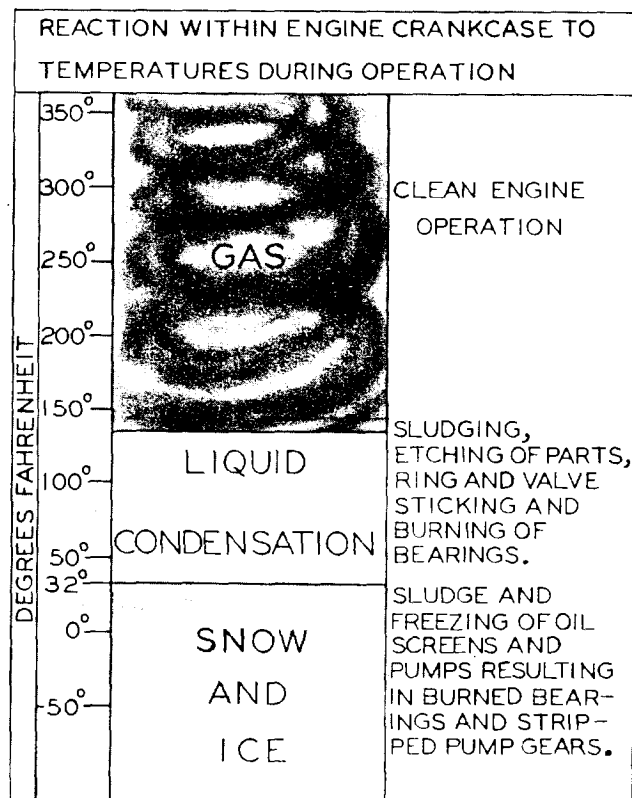 REACTION WITHIN ENGINE CRANKCASE TO
TEMPERATURES DURING OPERATION
DEGREES FAHRENHEIT
350°
300°
250°
200°
150°
100°
50°
32°
0°
-50°
GAS
LIQUID
CONDENSATION
SNOW
AND
ICE
CLEAN ENGINE
OPERATION
SLUDGING,
ETCHING OF PARTS,
RING AND VALVE
STICKING AND
BURNING OF
BEARINGS.
SLUDGE AND
FREEZING OF OIL
SCREENS AND
PUMPS RESULTING
IN BURNED BEAR-
INGS AND STRIP-
PED PUMP GEARS.